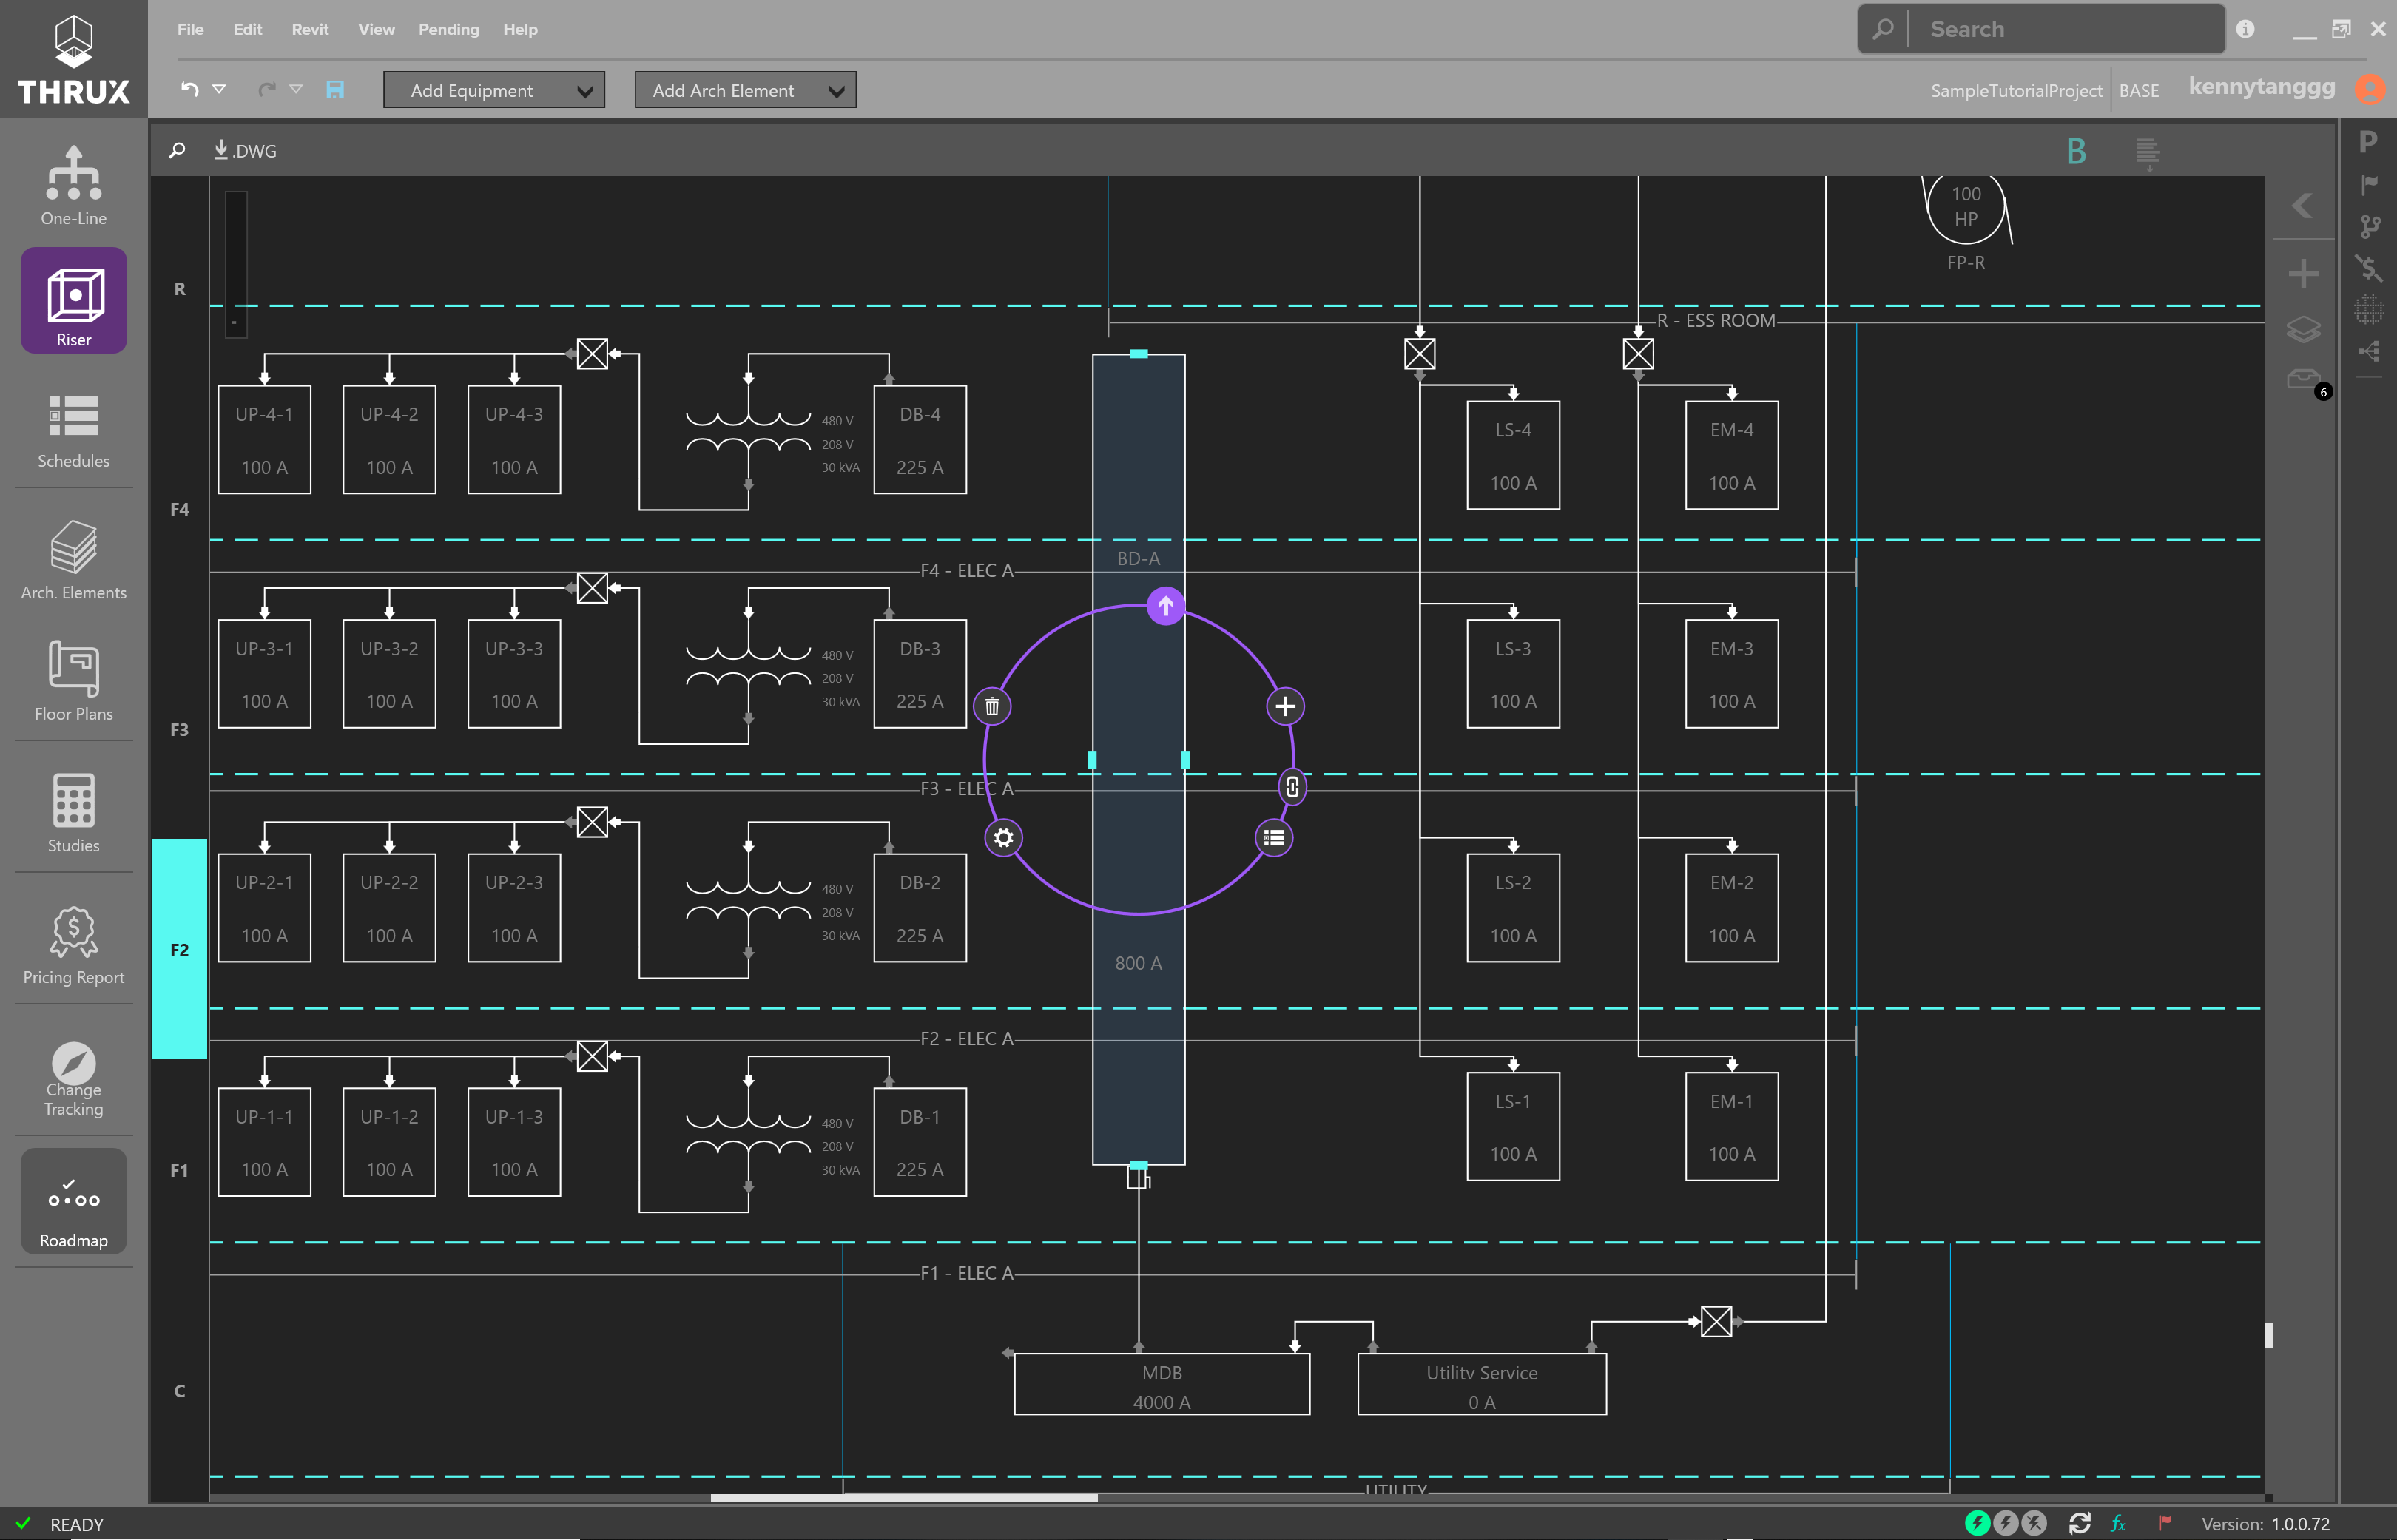 File Edit Revit View Pending Help
Search
THRUX
Add Equipment
Add Arch Element
SampleTutorialProject BASE kennytanggg
.DWG
B
P
One-Line
Riser
Schedules
Arch. Elements
Floor Plans
Studies
Pricing Report
Change
Tracking
Roadmap
100
HP
FP-R
R
R - ESS ROOM
6
UP-4-1 UP-4-2 UP-4-3 480 V DB-4 LS-4 EM-4
208 V
100 A 100 A 100 A 30 kVA 225 A 100 A 100 A
F4
BD-A
F4 - ELEC A
UP-3-1 UP-3-2 UP-3-3 480 V DB-3 LS-3 EM-3
208 V
100 A 100 A 100 A 30 kVA 225 A 100 A 100 A
F3
F3 - ELEC A
UP-2-1 UP-2-2 UP-2-3 480 V DB-2 LS-2 EM-2
208 V
100 A 100 A 100 A 30 kVA 225 A 100 A 100 A
F2
800 A
F2 - ELEC A
UP-1-1 UP-1-2 UP-1-3 480 V DB-1 LS-1 EM-1
208 V
100 A 100 A 100 A 30 kVA 225 A 100 A 100 A
F1
F1 - ELEC A
MDB Utility Service
4000 A 0 A
C
UTILITY
READY
fx
Version: 1.0.0.72